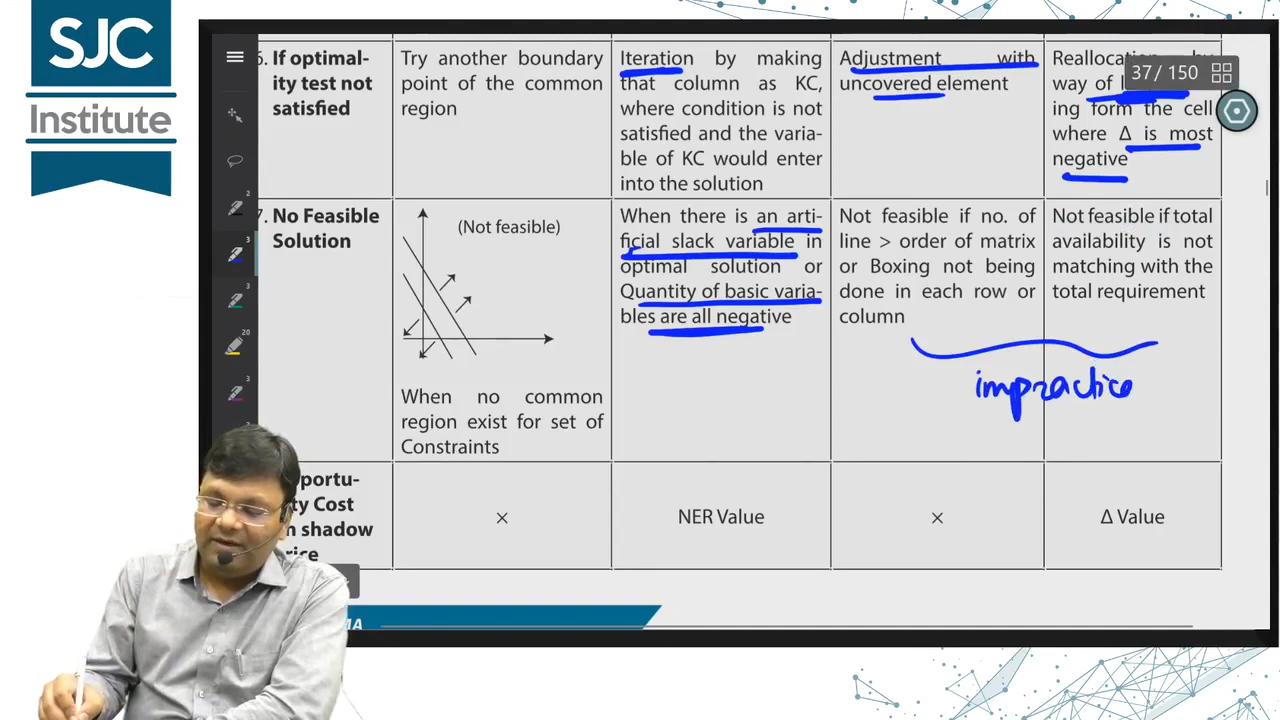 SJC
Institute
37/ 150
6. If optimal-
ity test not
satisfied
Try another boundary
point of the common
region
Iteration by making
that column as KC,
where condition is not
satisfied and the varia-
ble of KC would enter
into the solution
Adjustment with
uncovered element
Reallocation by
way of
ing form the cell
where Δ is most
negative
7. No Feasible
Solution
(Not feasible)
When no common
region exist for set of
Constraints
When there is an arti-
ficial slack variable in
optimal solution or
Quantity of basic varia-
bles are all negative
Not feasible if no. of
line > order of matrix
or Boxing not being
done in each row or
column
Not feasible if total
availability is not
matching with the
total requirement
impractice
Cost
shadow
×
NER Value
×
Δ Value
2
3
3
20
3